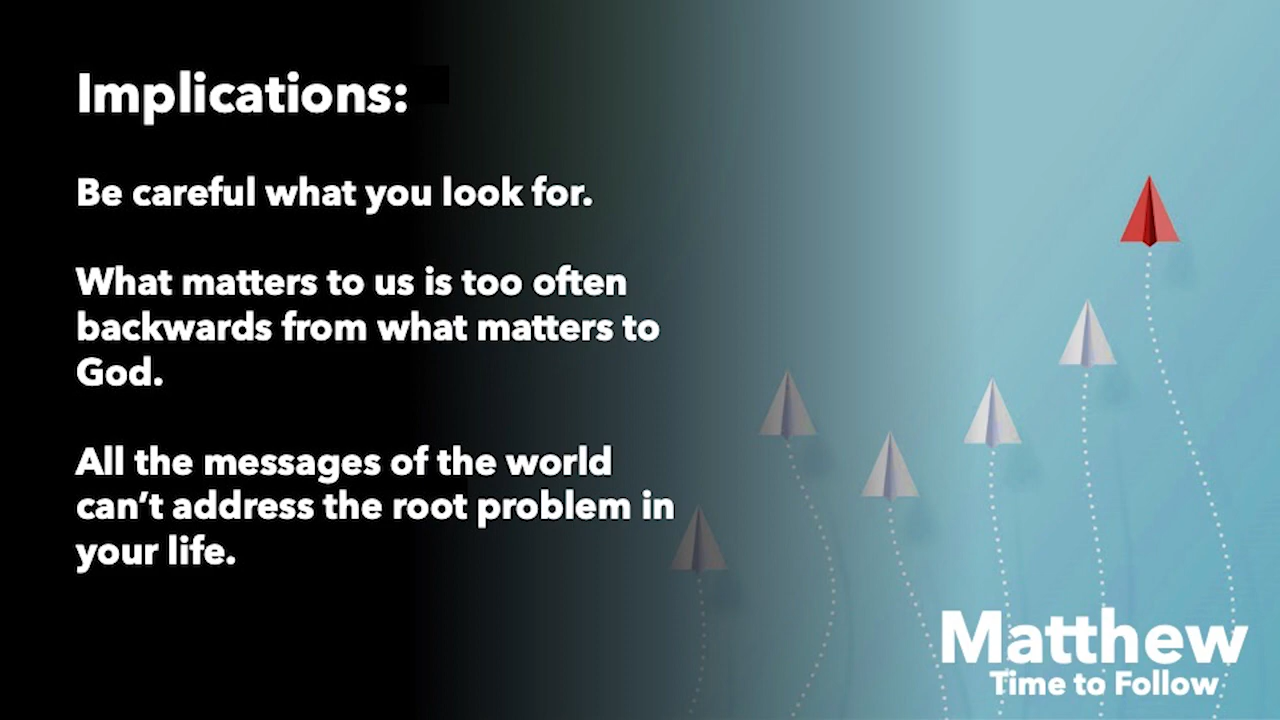 Implications:
Be careful what you look for.
What matters to us is too often
backwards from what matters to
God.
All the messages of the world
can’t address the root problem in
your life.
Matthew
Time to Follow